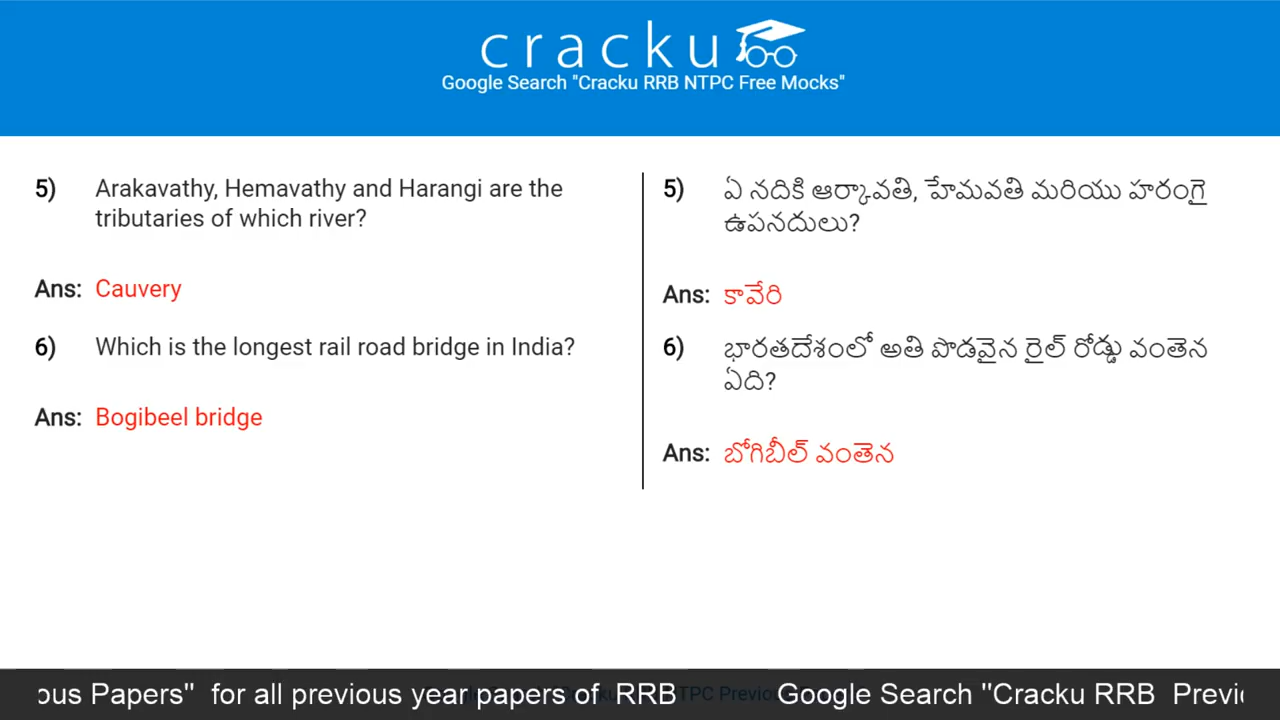 cracku
Google Search "Cracku RRB NTPC Free Mocks"
5) Arakavathy, Hemavathy and Harangi are the
tributaries of which river?
Ans: Cauvery
6) Which is the longest rail road bridge in India?
Ans: Bogibeel bridge
5) ఏ నదికి ఆర్కావతి, హేమవతి మరియు హరంగై
ఉపనదులు?
Ans: కావేరి
6) భారతదేశంలో అతి పొడవైన రైల్ రోడ్డు వంతెన
ఏది?
Ans: బోగిబీల్ వంతెన
ous Papers" for all previous year papers of RRB Google Search "Cracku RRB Previ